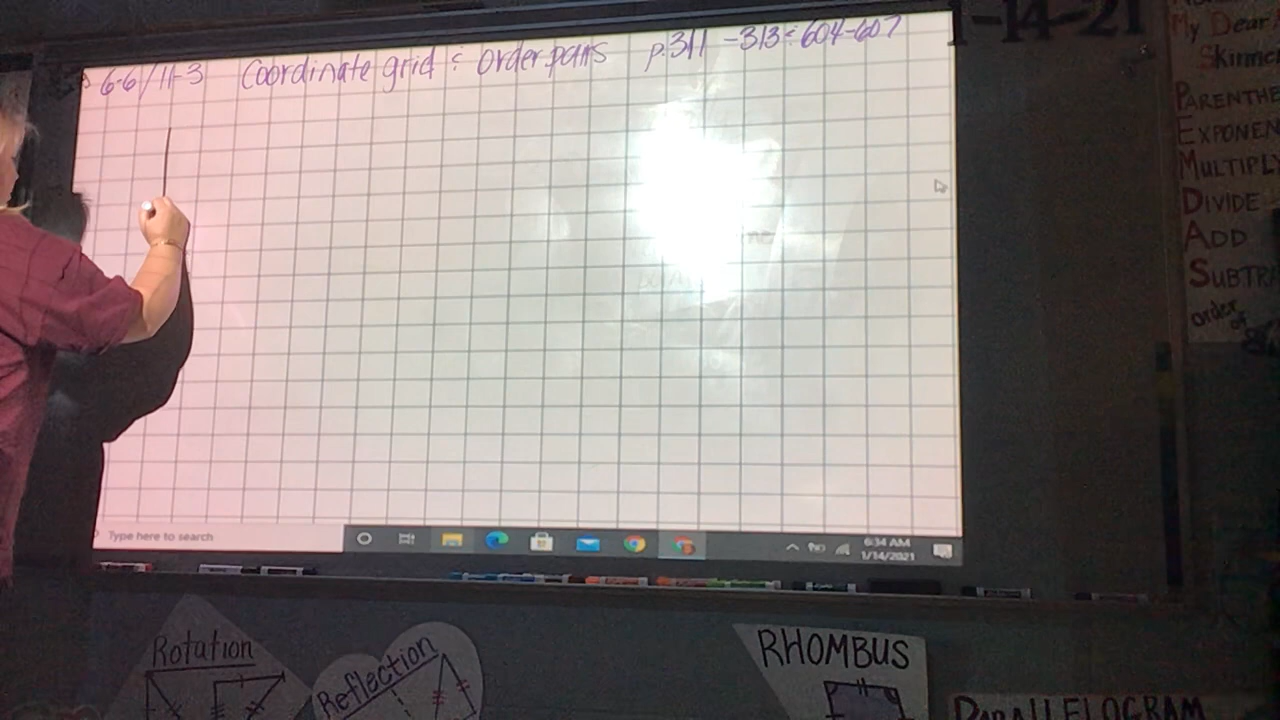 6-6/11-3 Coordinate grid & Order pairs p.311 -313 & 604-607
1-14-21
My Dear
PARENTHE
EXPONEN
MULTIPLY
DIVIDE
ADD
SUBTRA
order
of
Type here to search
6:34 AM
1/14/2021
Rotation
Reflection
RHOMBUS
PARALLELOGRAM